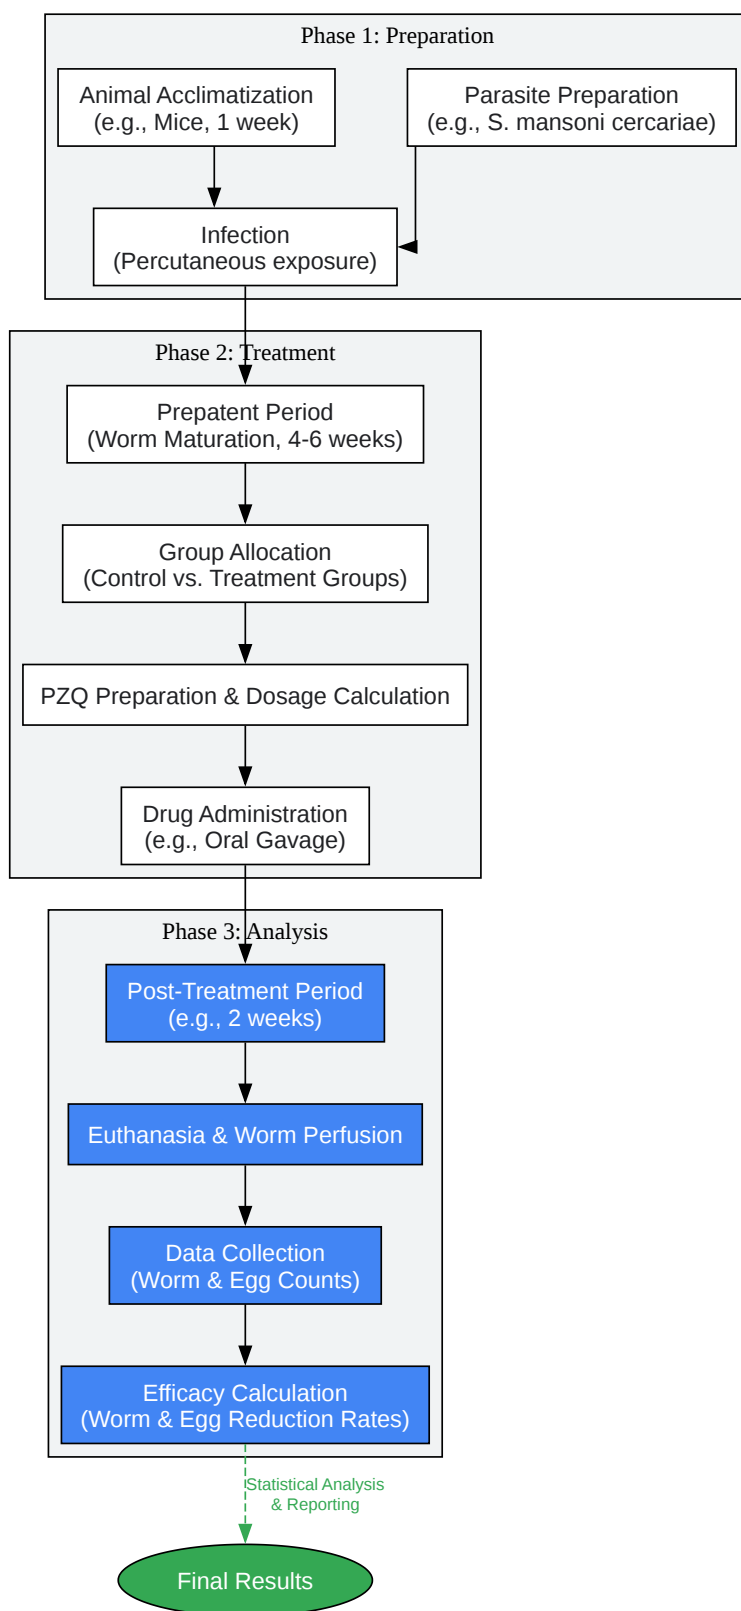 Phase 1: Preparation
Animal Acclimatization
(e.g., Mice, 1 week)
Parasite Preparation
(e.g., S. mansoni cercariae)
Infection
(Percutaneous exposure)
Phase 2: Treatment
Prepatent Period
(Worm Maturation, 4-6 weeks)
Group Allocation
(Control vs. Treatment Groups)
PZQ Preparation & Dosage Calculation
Drug Administration
(e.g., Oral Gavage)
Phase 3: Analysis
Post-Treatment Period
(e.g., 2 weeks)
Euthanasia & Worm Perfusion
Data Collection
(Worm & Egg Counts)
Efficacy Calculation
(Worm & Egg Reduction Rates)
Statistical Analysis
& Reporting
Final Results